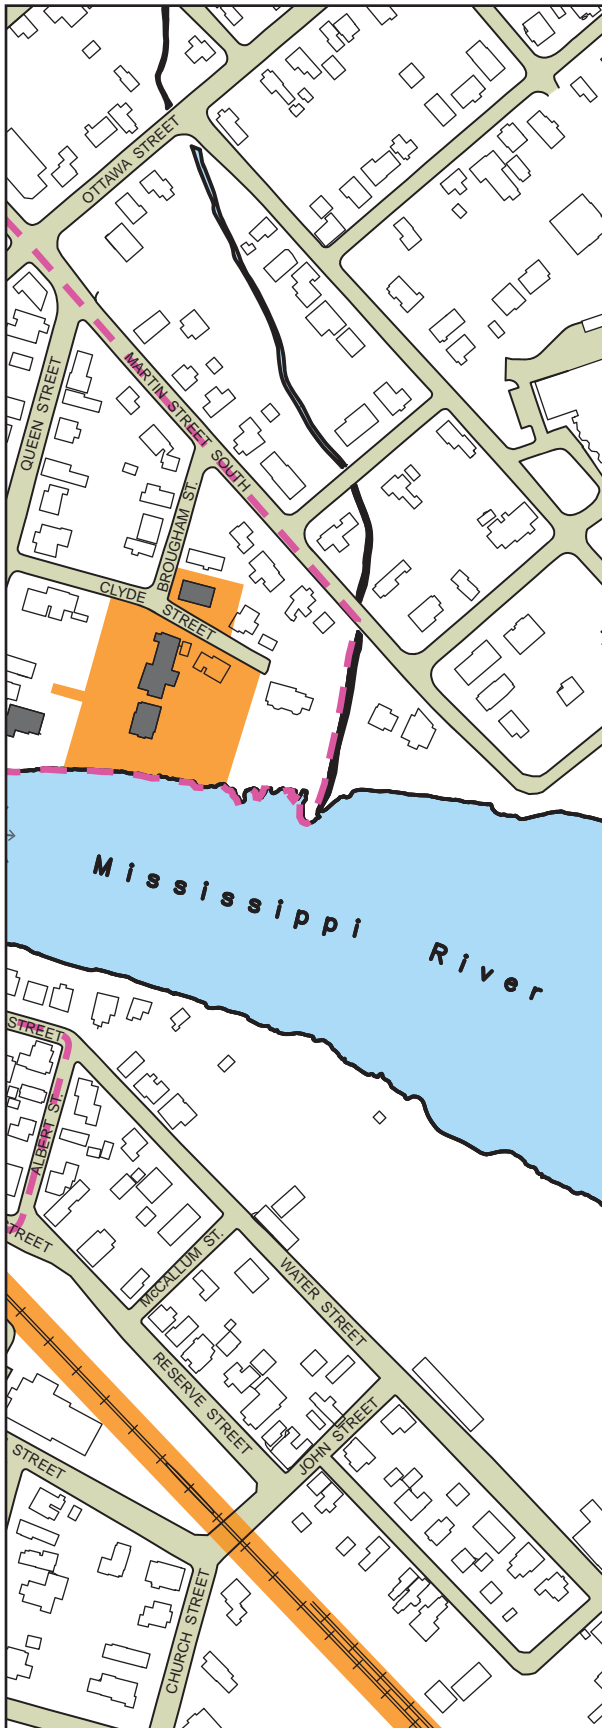 OTTAWA STREET
QUEEN STREET
MARTIN STREET SOUTH
BROUGHAM ST.
CLYDE STREET
Mississippi River
STREET
ALBERT ST.
STREET
McCALLUM ST.
WATER STREET
RESERVE STREET
JOHN STREET
STREET
CHURCH STREET